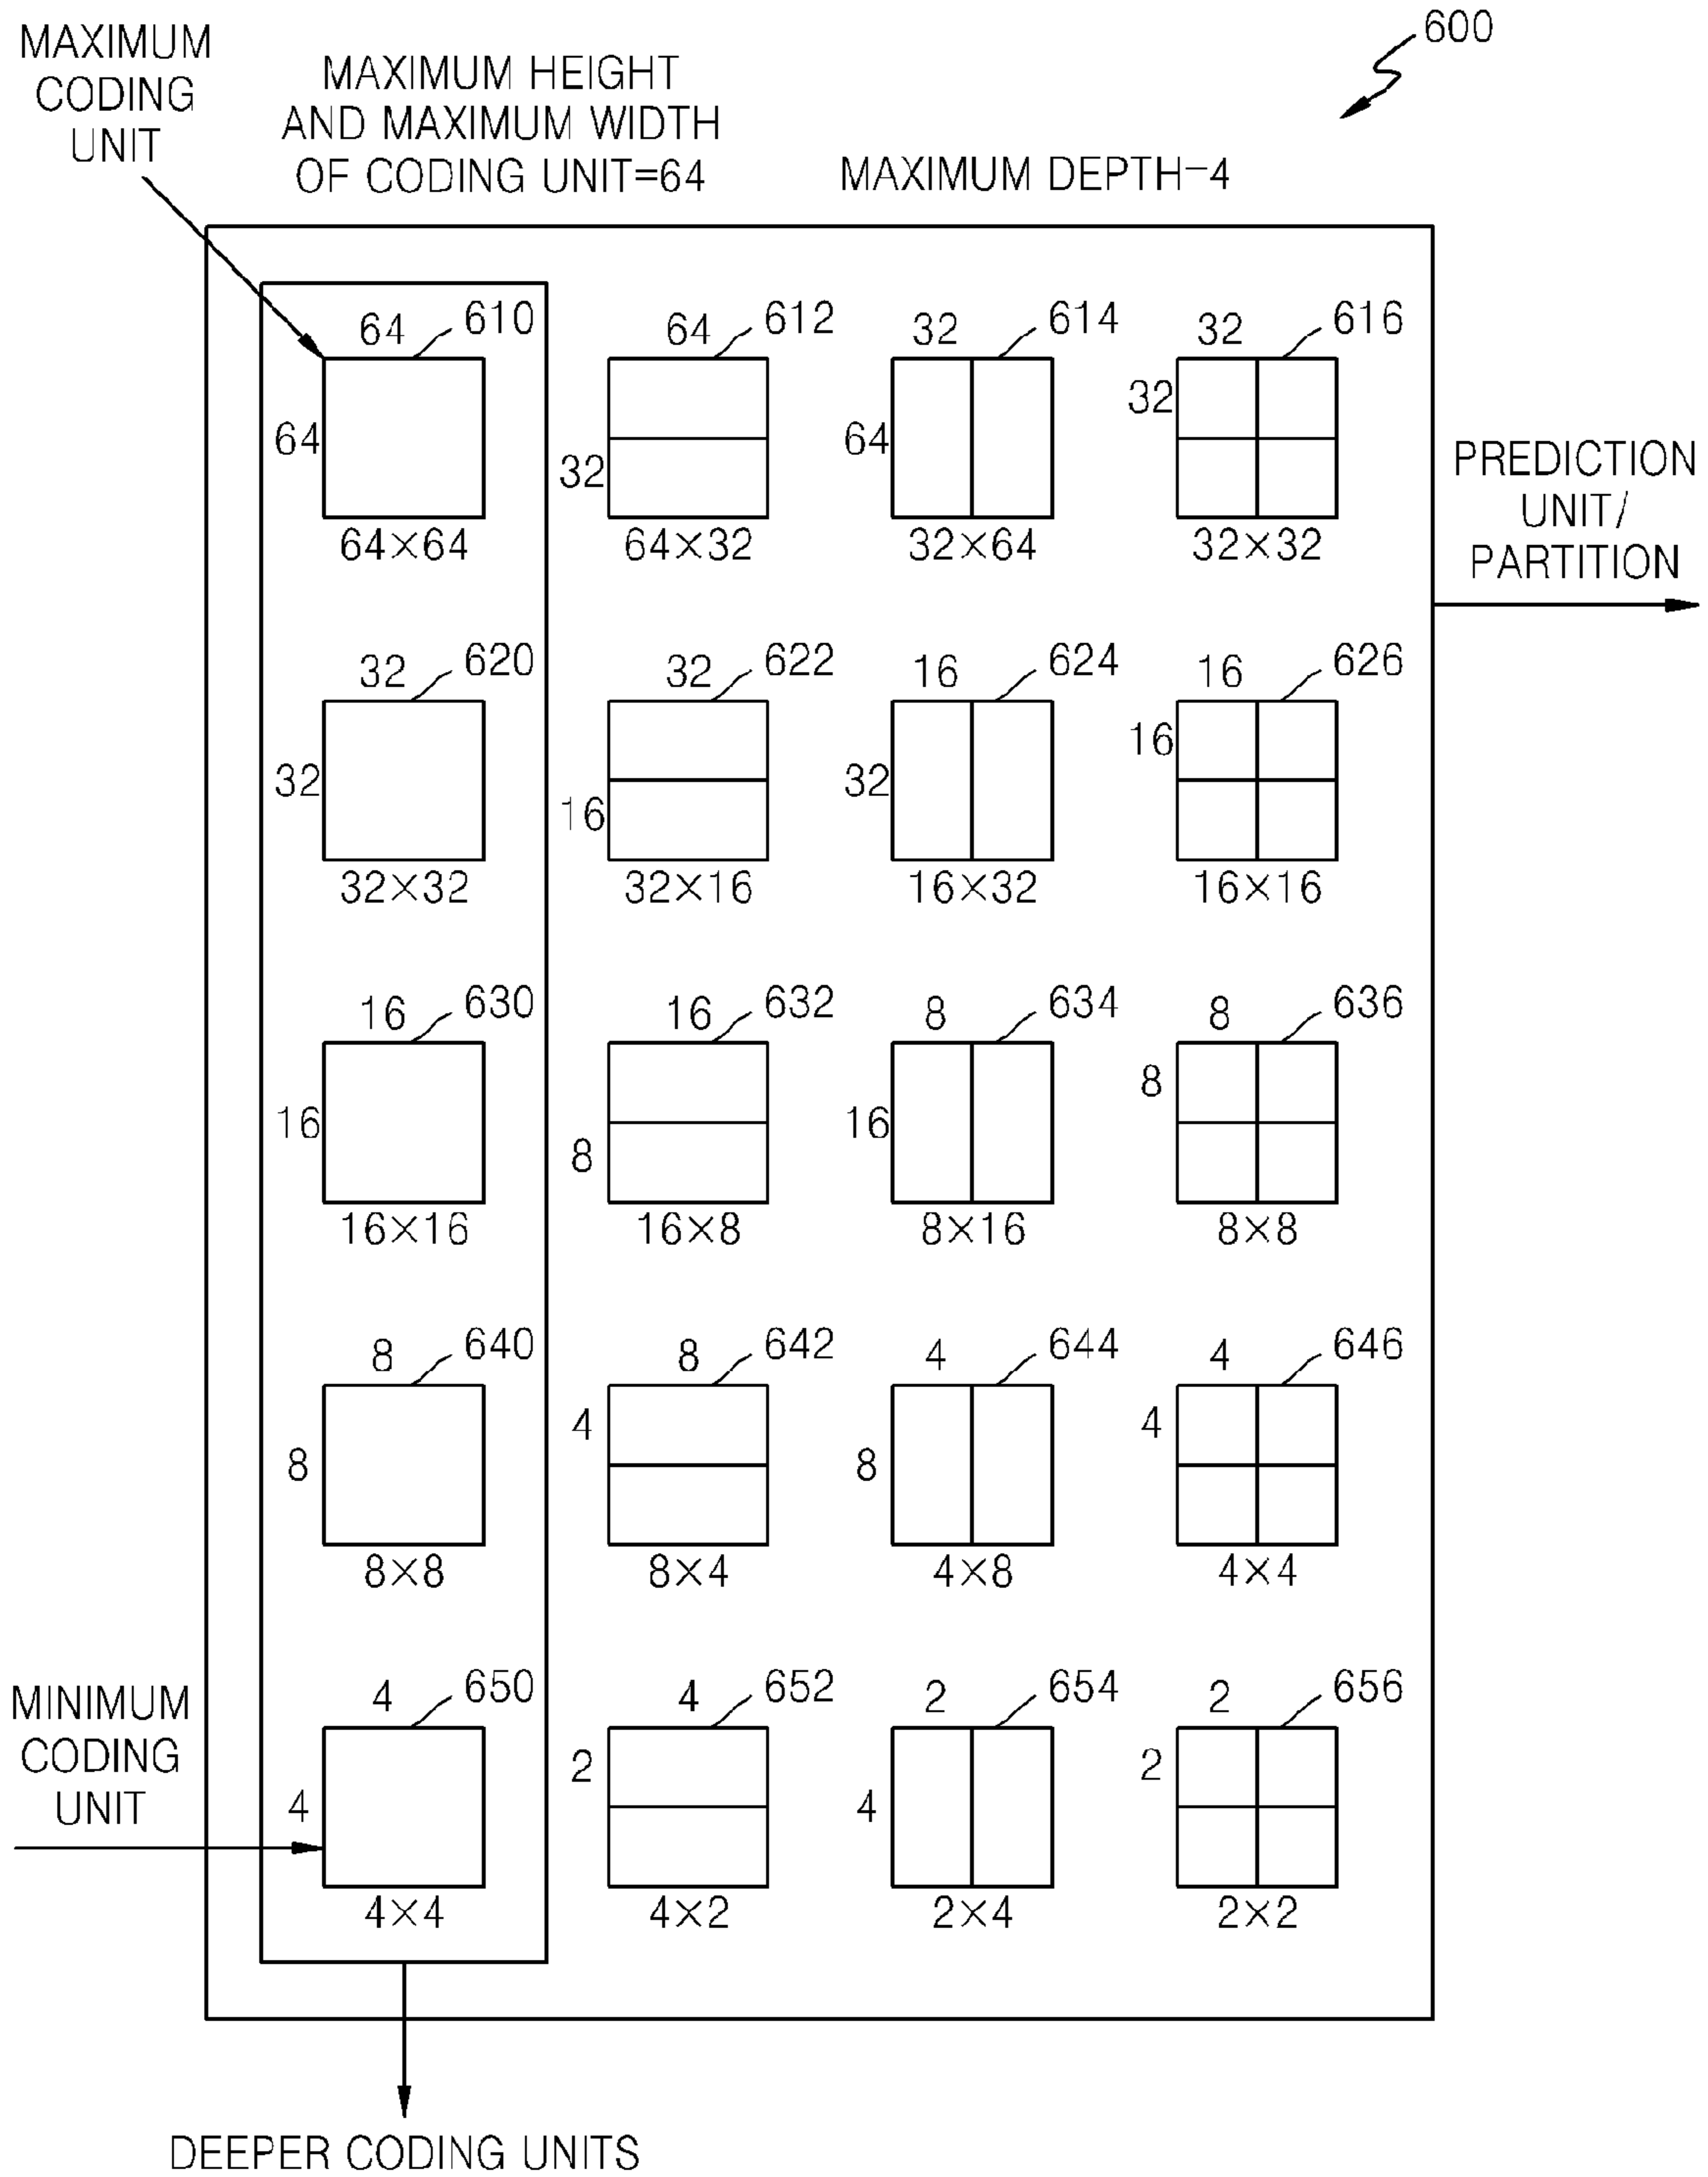 600
MAXIMUM
CODING
UNIT
MAXIMUM HEIGHT
AND MAXIMUM WIDTH
OF CODING UNIT=64
MAXIMUM DEPTH-4
64 610 64 612 32 614 32 616
64 32 64 32
64×64 64×32 32×64 32×32
PREDICTION
UNIT/
PARTITION
32 620 32 622 16 624 16 626
32 16 32 16
32×32 32×16 16×32 16×16
16 630 16 632 8 634 8 636
16 8 16 8
16×16 16×8 8×16 8×8
8 640 8 642 4 644 4 646
8 4 8 4
8×8 8×4 4×8 4×4
MINIMUM
CODING
UNIT
4 650 4 652 2 654 2 656
4 2 4 2
4×4 4×2 2×4 2×2
DEEPER CODING UNITS